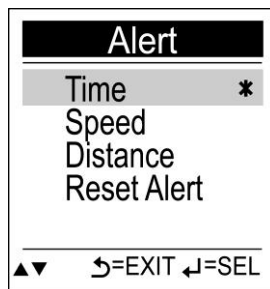 Alert
Time *
Speed
Distance
Reset Alert
▲▼ ⮌=EXIT ↵=SEL